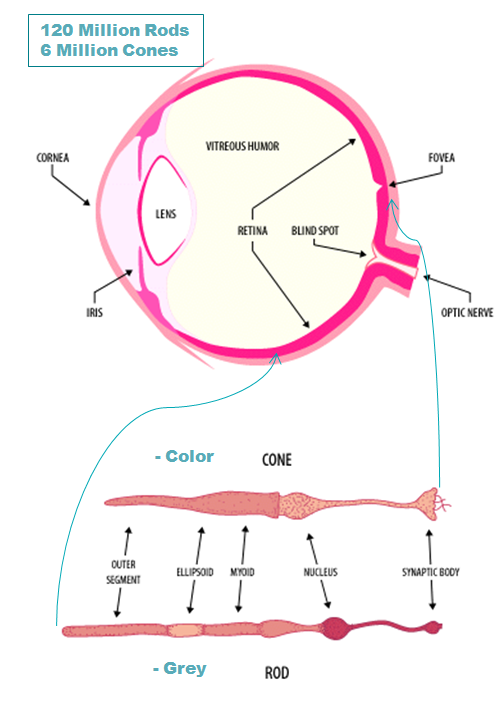 120 Million Rods
6 Million Cones
VITREOUS HUMOR
CORNEA
FOVEA
LENS
RETINA
BLIND SPOT
IRIS
OPTIC NERVE
- Color
CONE
OUTER
SEGMENT
ELLIPSOID
MYOID
NUCLEUS
SYNAPTIC BODY
- Grey
ROD